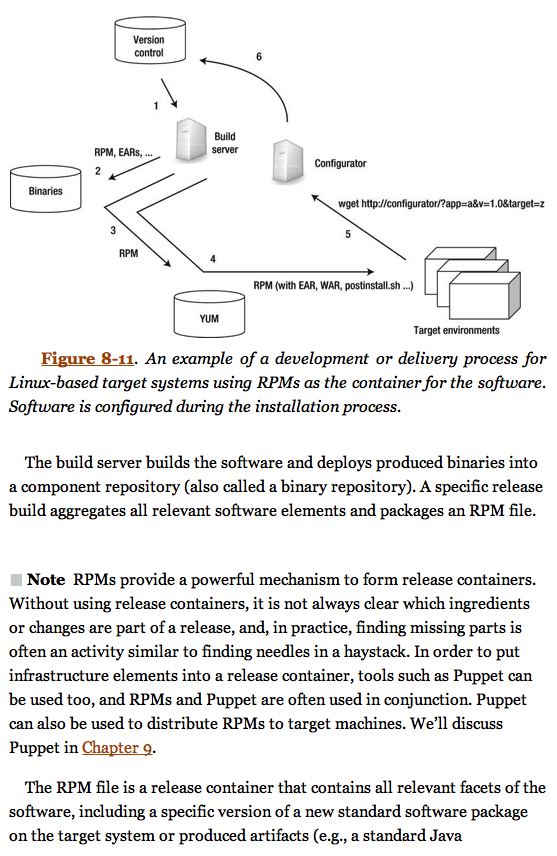 Version
control
6
1
Build
server
RPM, EARs, ...
2
Configurator
Binaries
wget http://configurator/?app=a&v=1.0&target=z
3
5
RPM
4
RPM (with EAR, WAR, postinstall.sh ...)
YUM
Target environments
Figure 8-11. An example of a development or delivery process for
Linux-based target systems using RPMs as the container for the software.
Software is configured during the installation process.
The build server builds the software and deploys produced binaries into
a component repository (also called a binary repository). A specific release
build aggregates all relevant software elements and packages an RPM file.
Note RPMs provide a powerful mechanism to form release containers.
Without using release containers, it is not always clear which ingredients
or changes are part of a release, and, in practice, finding missing parts is
often an activity similar to finding needles in a haystack. In order to put
infrastructure elements into a release container, tools such as Puppet can
be used too, and RPMs and Puppet are often used in conjunction. Puppet
can also be used to distribute RPMs to target machines. We’ll discuss
Puppet in Chapter 9.
The RPM file is a release container that contains all relevant facets of the
software, including a specific version of a new standard software package
on the target system or produced artifacts (e.g., a standard Java